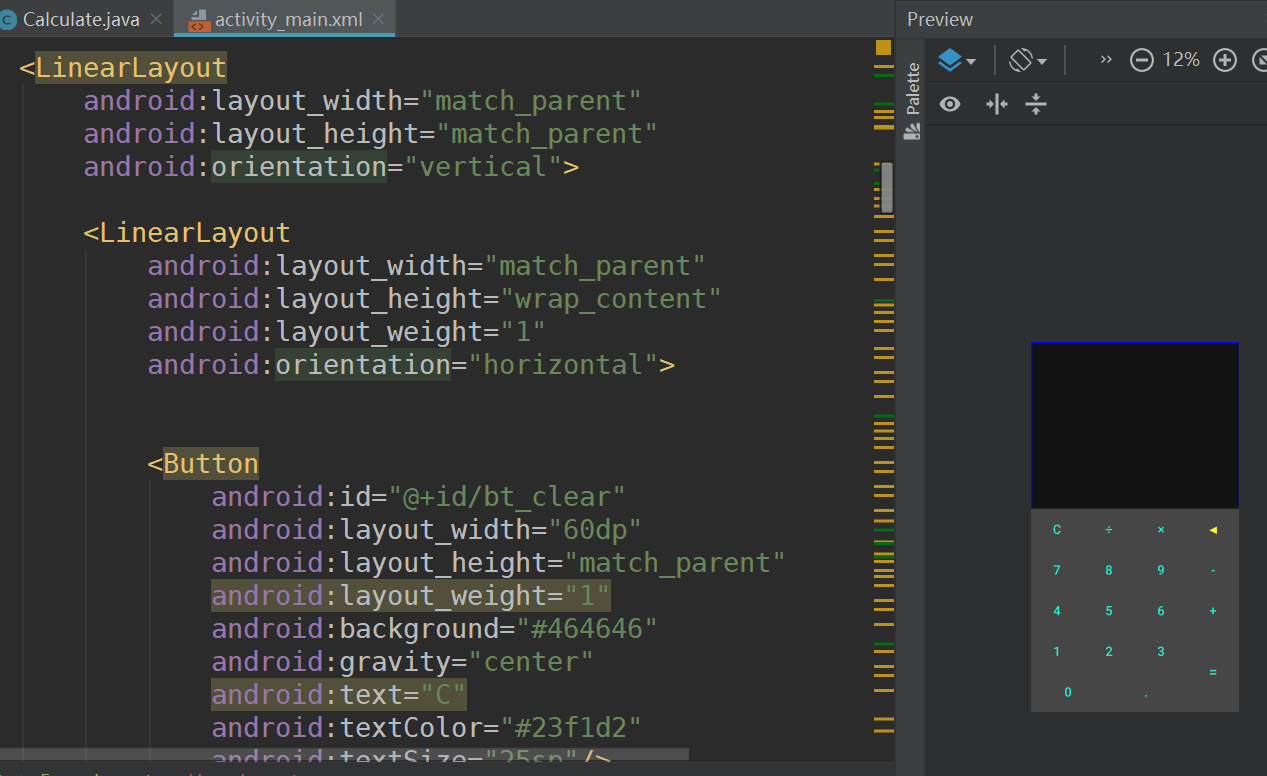 Calculate.java
activity_main.xml
Preview
<LinearLayout
android:layout_width="match_parent"
android:layout_height="match_parent"
android:orientation="vertical">
<LinearLayout
android:layout_width="match_parent"
android:layout_height="wrap_content"
android:layout_weight="1"
android:orientation="horizontal">
<Button
android:id="@+id/bt_clear"
android:layout_width="60dp"
android:layout_height="match_parent"
android:layout_weight="1"
android:background="#464646"
android:gravity="center"
android:text="C"
android:textColor="#23f1d2"
android:textSize="25sp"/>
Palette
12%
C ÷ × ◄
7 8 9 -
4 5 6 +
1 2 3
=
0 .